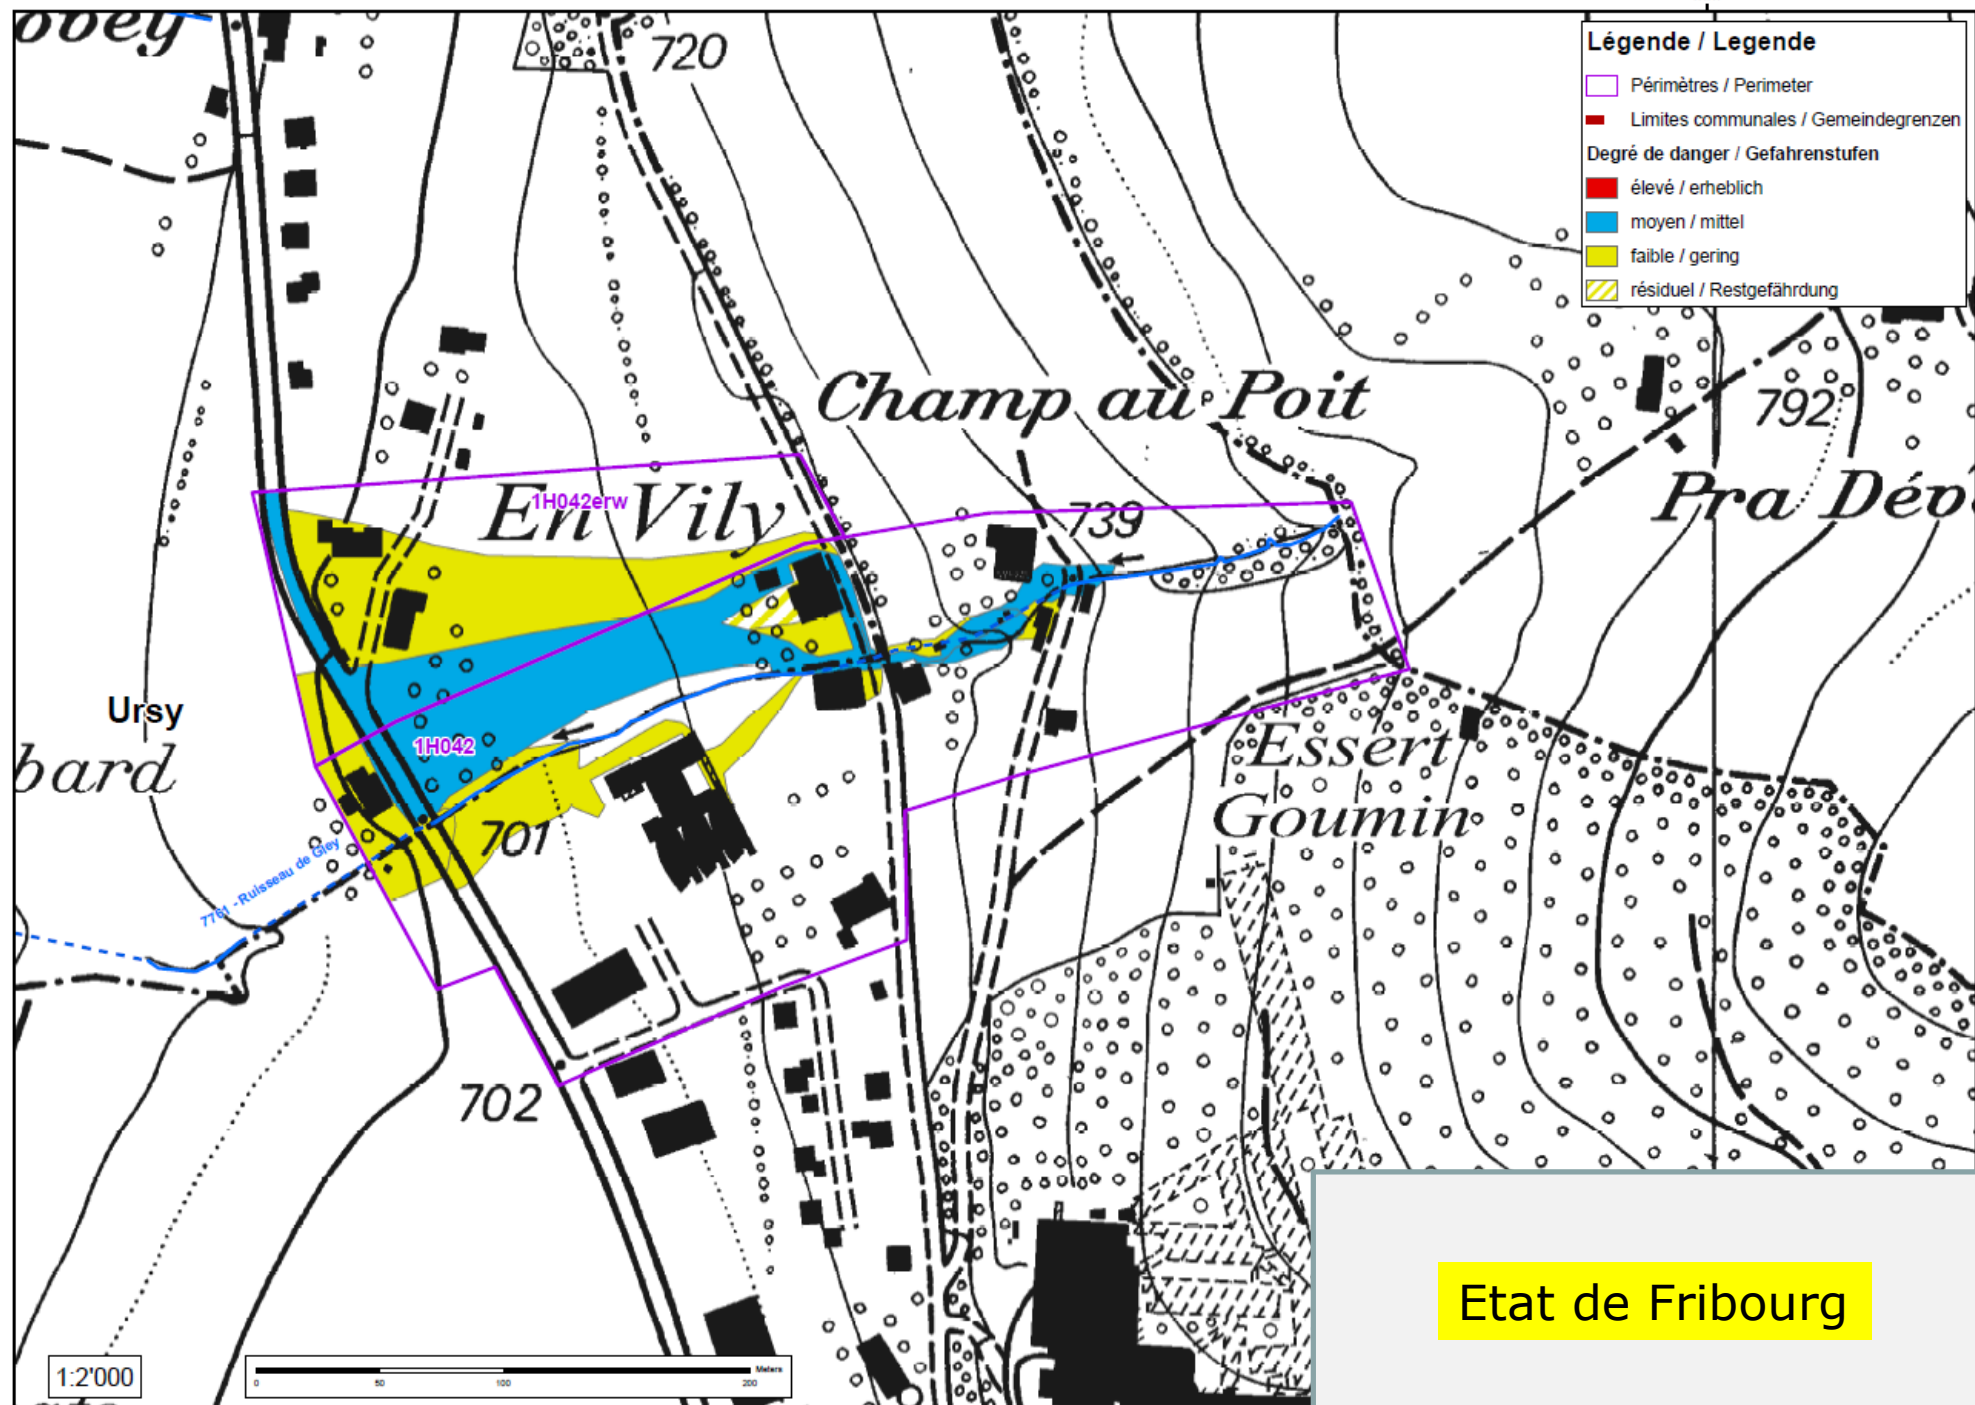 720
Légende / Legende
Périmètres / Perimeter
Limites communales / Gemeindegrenzen
Degré de danger / Gefahrenstufen
élevé / erheblich
moyen / mittel
faible / gering
résiduel / Restgefährdung
Champ au Poit
792
En Vily
1H042erw
739
Pra Dép
Ursy
1H042
bard
Essert
Goumin
701
7761 - Ruisseau de Gley
702
Etat de Fribourg
1:2'000
Meters
0 50 100 200